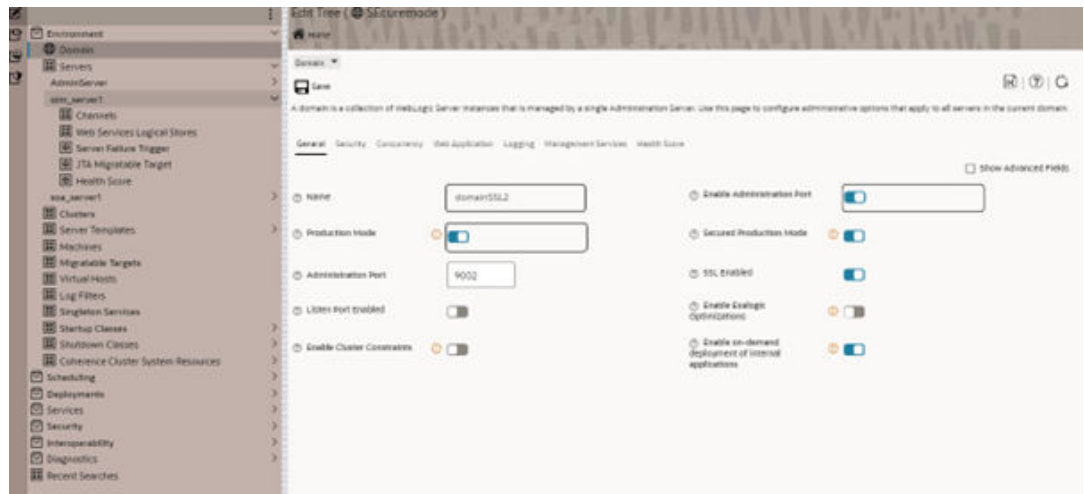 Edit Tree ( SEcuremode )
Home
Environment
Domain
Servers
AdminServer
Channels
Web Services Logical Stores
Server Failure Trigger
JTA Migratable Target
Health Score
soa_server1
Clusters
Server Templates
Machines
Migratable Targets
Virtual Hosts
Log Filters
Singleton Services
Startup Classes
Shutdown Classes
Coherence Cluster System Resources
Scheduling
Deployments
Services
Security
Interoperability
Diagnostics
Recent Searches
Domain
Save
A domain is a collection of WebLogic Server instances that is managed by a single Administration Server. Use this page to configure administrative options that apply to all servers in the current domain.
General Security Concurrency Web Application Logging Management Services Health Score
Show Advanced Fields
Name domainSSL2 Enable Administration Port
Production Mode Secured Production Mode
Administration Port 9002 SSL Enabled
Listen Port Enabled Enable Exalogic
Optimizations
Enable Cluster Constraints Enable on-demand
deployment of internal
applications